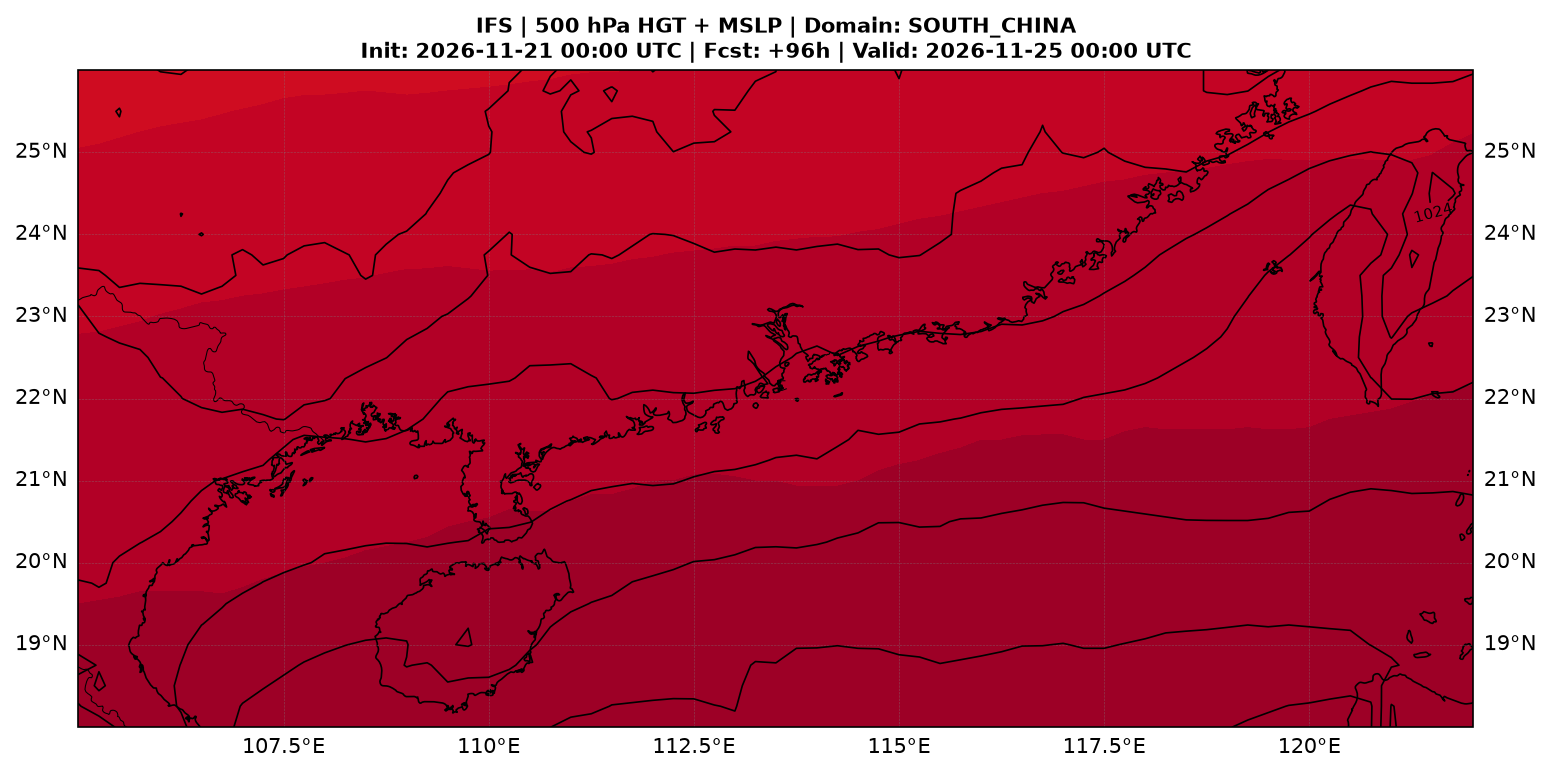 IFS | 500 hPa HGT + MSLP | Domain: SOUTH_CHINA
Init: 2026-11-21 00:00 UTC | Fcst: +96h | Valid: 2026-11-25 00:00 UTC
25°N 25°N
1024
24°N 24°N
23°N 23°N
22°N 22°N
21°N 21°N
20°N 20°N
19°N 19°N
107.5°E 110°E 112.5°E 115°E 117.5°E 120°E